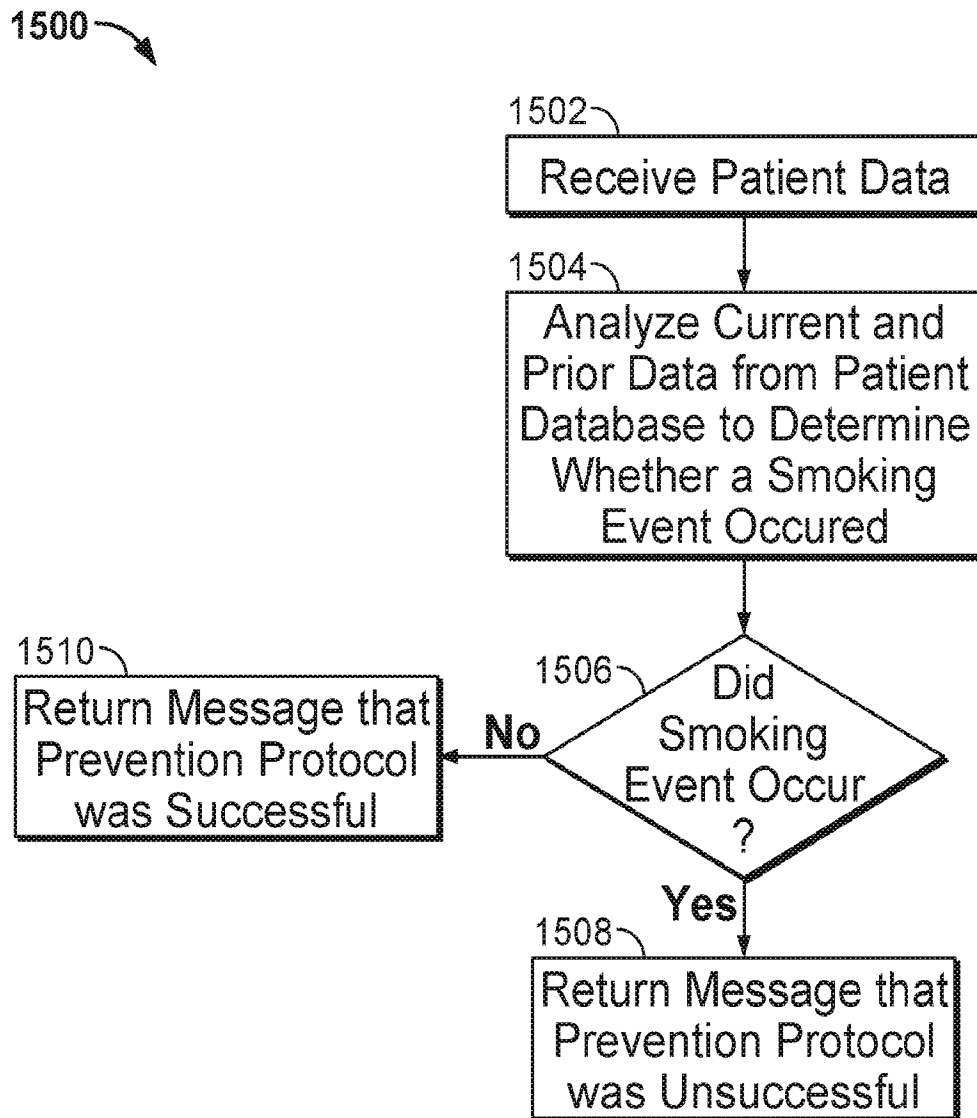 1500
1502
Receive Patient Data
1504
Analyze Current and
Prior Data from Patient
Database to Determine
Whether a Smoking
Event Occured
1506
Did
Smoking
Event Occur
?
No
1510
Return Message that
Prevention Protocol
was Successful
Yes
1508
Return Message that
Prevention Protocol
was Unsuccessful